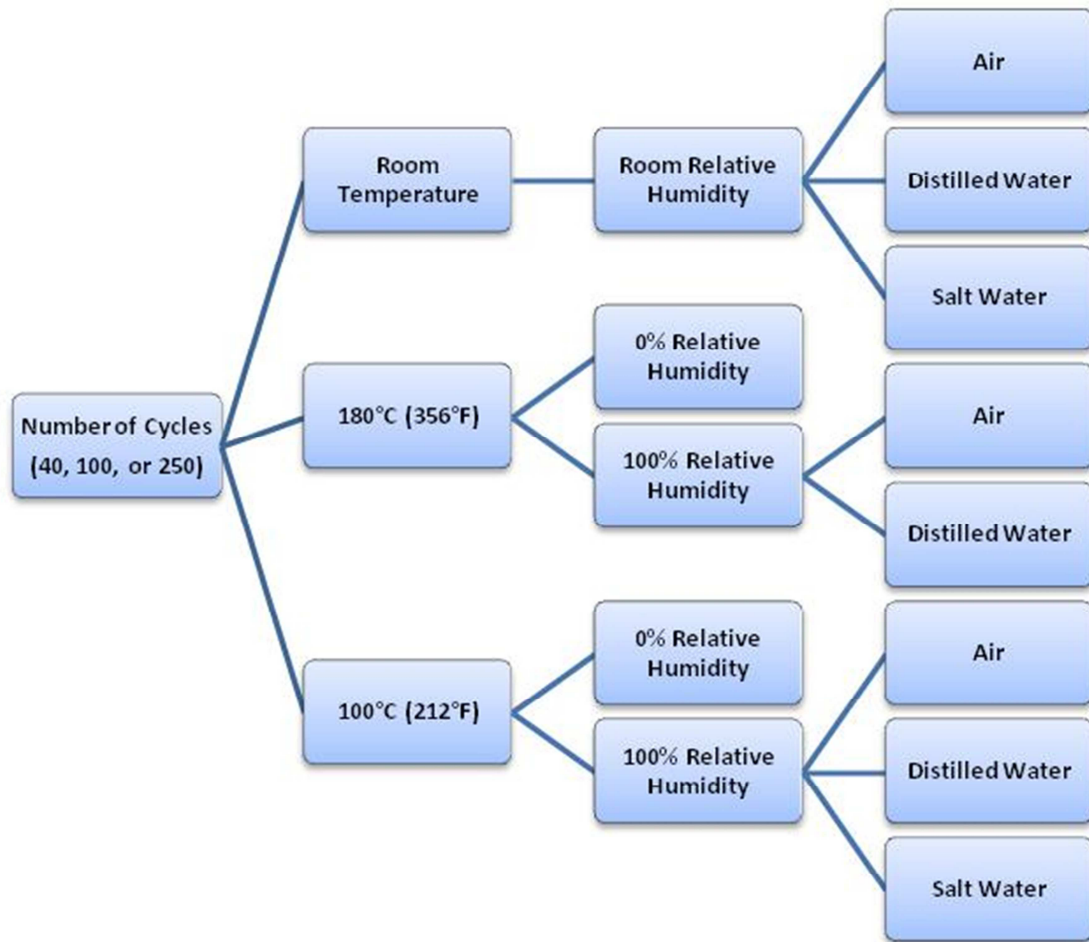 Number of Cycles
(40, 100, or 250)
Room
Temperature
Room Relative
Humidity
Air
Distilled Water
Salt Water
180°C (356°F)
0% Relative
Humidity
100% Relative
Humidity
Air
Distilled Water
100°C (212°F)
0% Relative
Humidity
100% Relative
Humidity
Air
Distilled Water
Salt Water